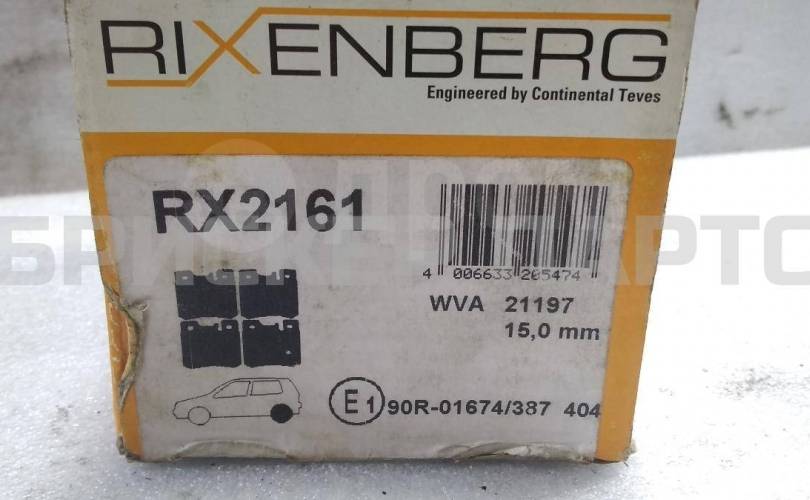 RIXENBERG
Engineered by Continental Teves
RX2161
4 006633 205474
WVA 21197
15,0 mm
E1 90R-01674/387 404